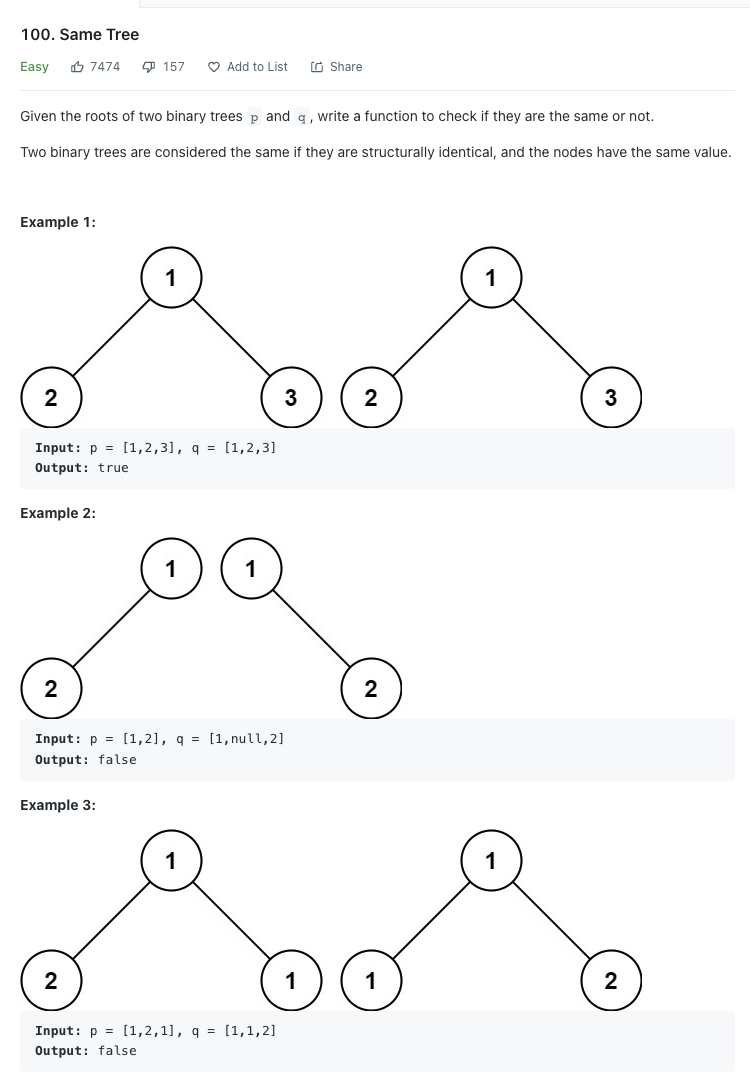 100. Same Tree
Easy 7474 157 Add to List Share
Given the roots of two binary trees p and q, write a function to check if they are the same or not.
Two binary trees are considered the same if they are structurally identical, and the nodes have the same value.
Example 1:
1 1
2 3 2 3
Input: p = [1,2,3], q = [1,2,3]
Output: true
Example 2:
1 1
2 2
Input: p = [1,2], q = [1,null,2]
Output: false
Example 3:
1 1
2 1 1 2
Input: p = [1,2,1], q = [1,1,2]
Output: false